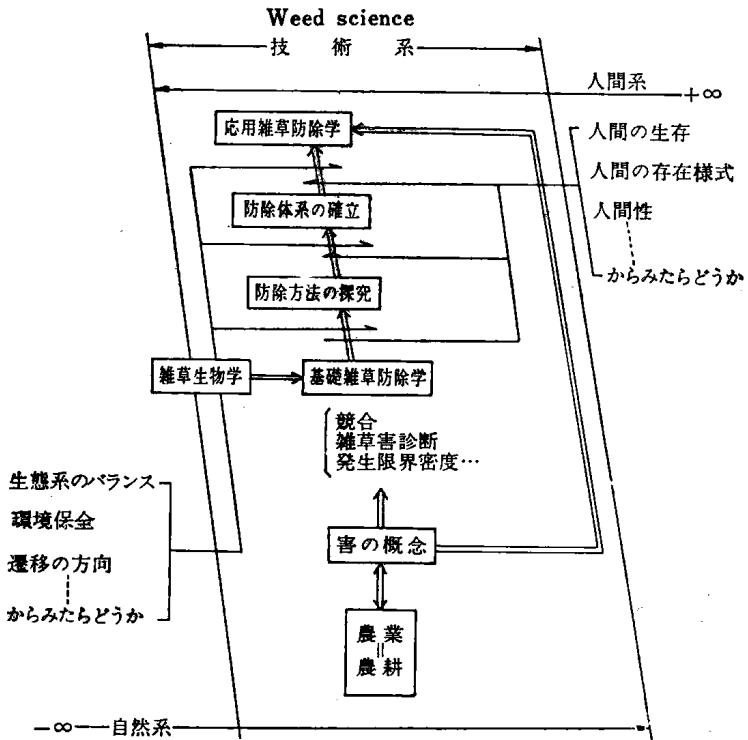 Weed science
技術系
人間系
+∞
応用雑草防除学
人間の生存
人間の存在様式
人間性
からみたらどうか
防除体系の確立
防除方法の探究
雑草生物学
基礎雑草防除学
競合
雑草害診断
発生限界密度…
生態系のバランス
環境保全
遷移の方向
からみたらどうか
害の概念
農業
||
農耕
−∞
自然系